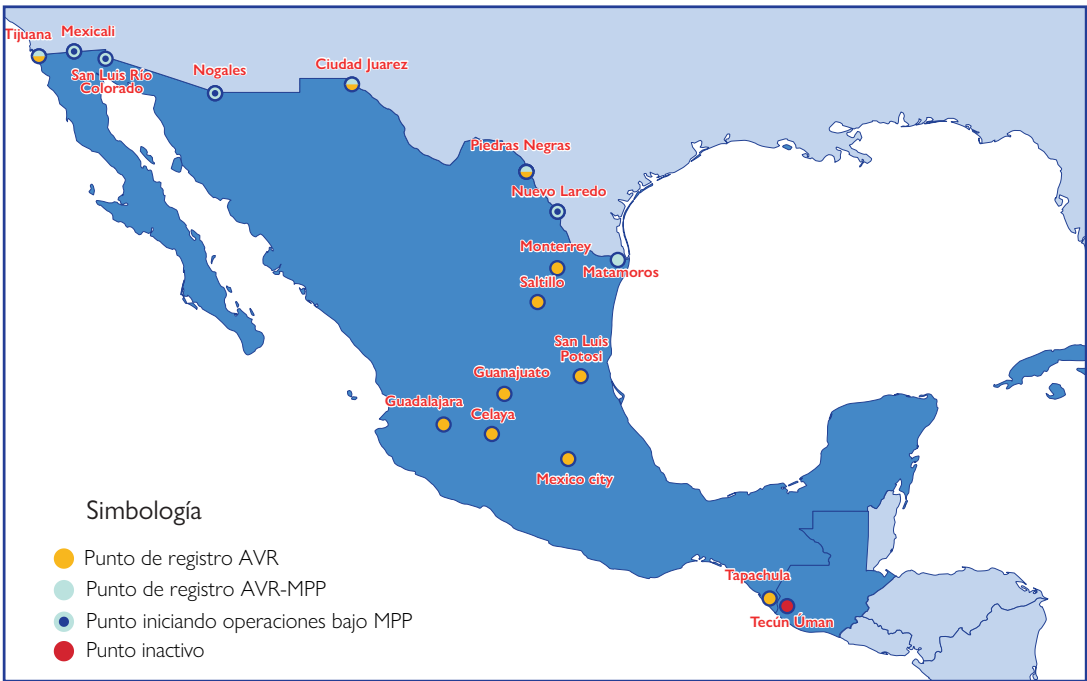 Tijuana
Mexicali
San Luis Río
Colorado
Nogales
Ciudad Juarez
Piedras Negras
Nuevo Laredo
Monterrey
Matamoros
Saltillo
San Luis
Potosi
Guanajuato
Guadalajara
Celaya
Mexico city
Tapachula
Tecún Úman
Simbología
Punto de registro AVR
Punto de registro AVR-MPP
Punto iniciando operaciones bajo MPP
Punto inactivo